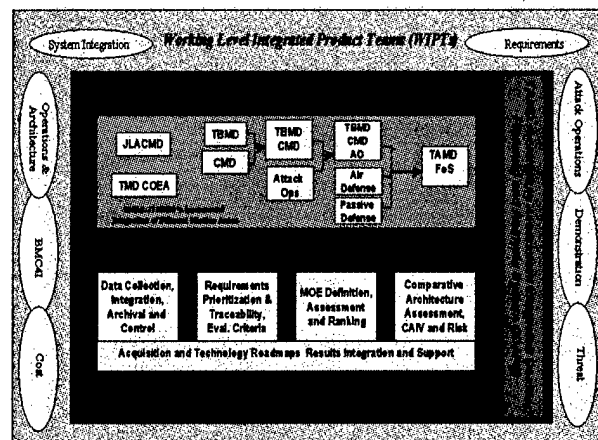 System Integration
Working Level Integrated Product Teams (WIPTs)
Requirements
Operations &
Architecture
BMC4I
Cost
JLACMD
TMD COEA
TBMD
CMD
TBMD
CMD
Attack
Ops
TBMD
CMD
AO
Air
Defense
Passive
Defense
TAMD
FoS
Data Collection,
Integration,
Archival and
Control
Requirements
Prioritization &
Traceability,
Eval. Criteria
MOE Definition,
Assessment
and Ranking
Comparative
Architecture
Assessment,
CAIV and Risk
Acquisition and Technology Roadmaps Results Integration and Support
Attack Operations
Demonstration
Threat